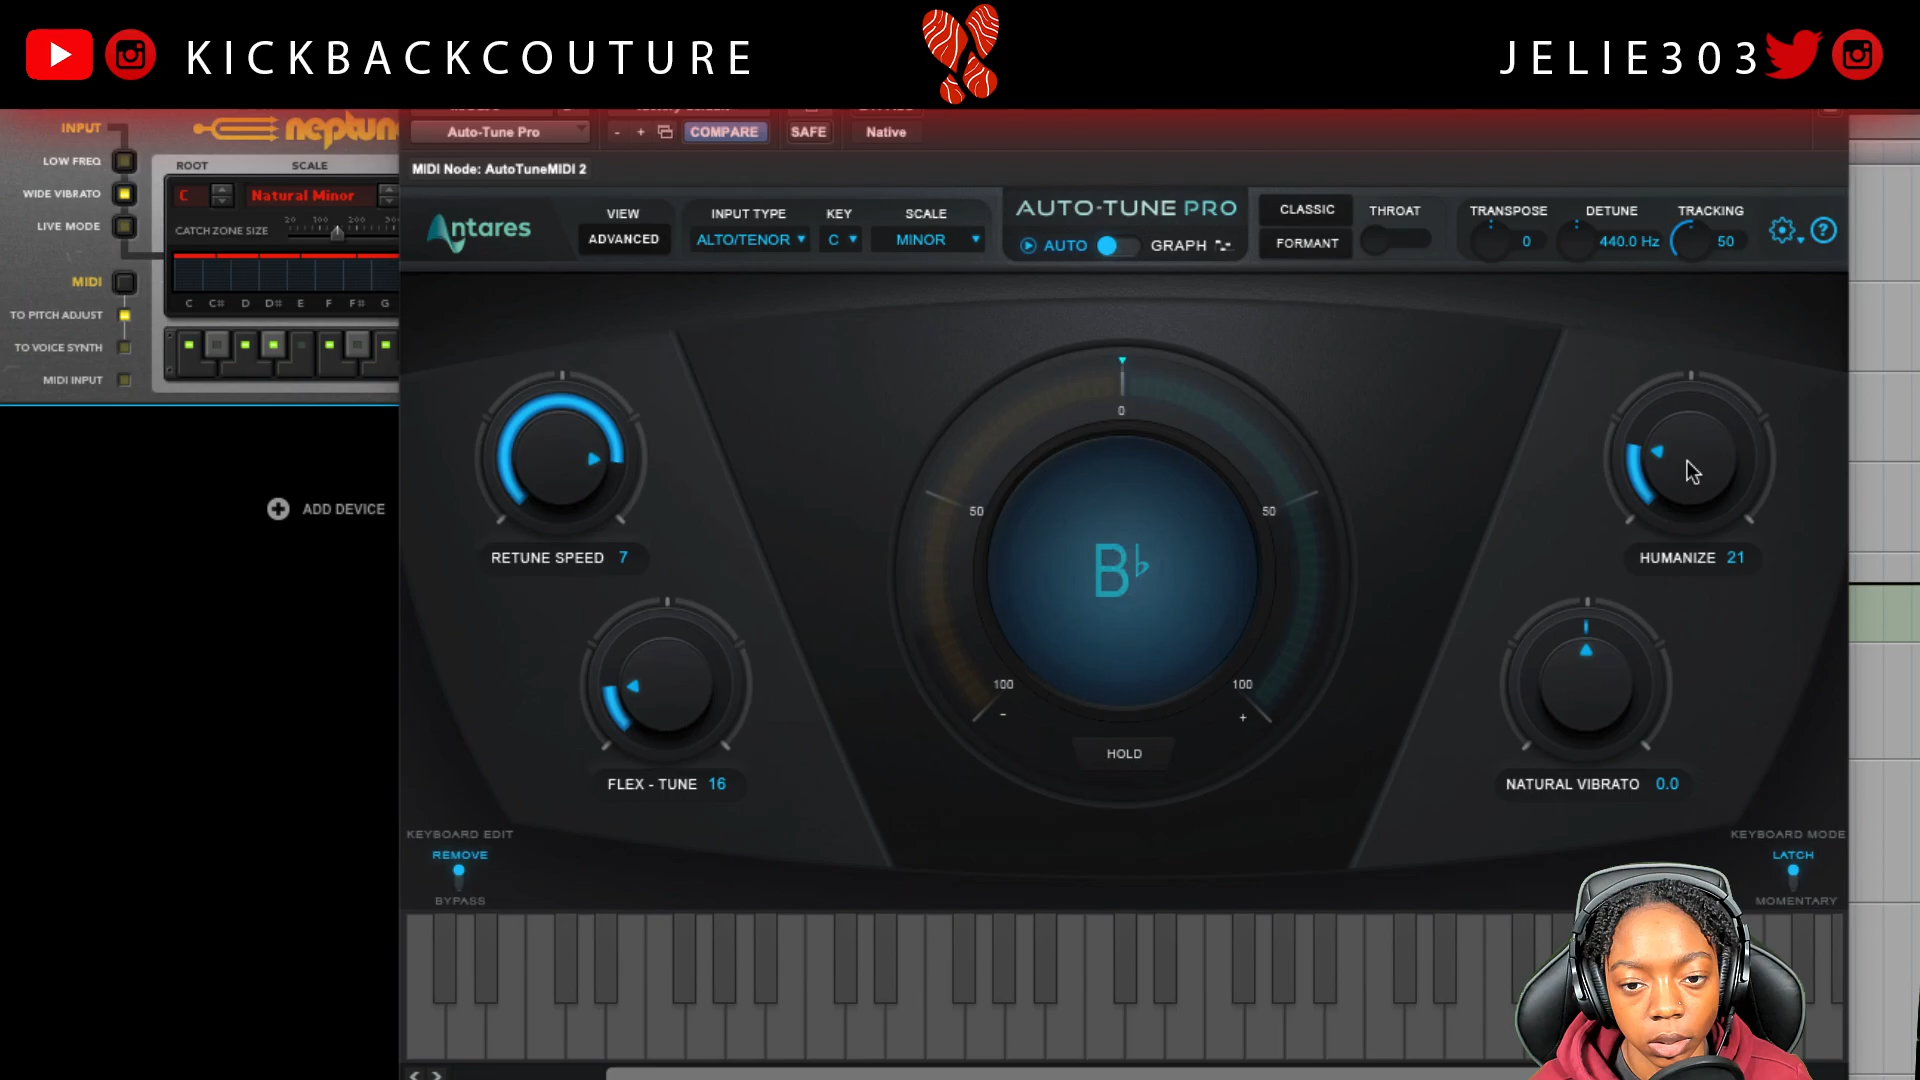 KICKBACKCOUTURE
JELIE303
INPUT
LOW FREQ
WIDE VIBRATO
LIVE MODE
MIDI
TO PITCH ADJUST
TO VOICE SYNTH
MIDI INPUT
ROOT
SCALE
C
Natural Minor
CATCH ZONE SIZE
20 100 200
C C# D D# E F F# G
ADD DEVICE
Auto-Tune Pro
- +
COMPARE
SAFE
Native
MIDI Node: AutoTuneMIDI 2
Antares
VIEW
ADVANCED
INPUT TYPE
ALTO/TENOR
KEY
C
SCALE
MINOR
AUTO-TUNE PRO
AUTO
GRAPH
CLASSIC
FORMANT
THROAT
TRANSPOSE
0
DETUNE
440.0 Hz
TRACKING
50
?
RETUNE SPEED 7
FLEX - TUNE 16
0
50
50
100
100
-
+
B♭
HOLD
HUMANIZE 21
NATURAL VIBRATO 0.0
KEYBOARD EDIT
REMOVE
BYPASS
KEYBOARD MODE
LATCH
MOMENTARY